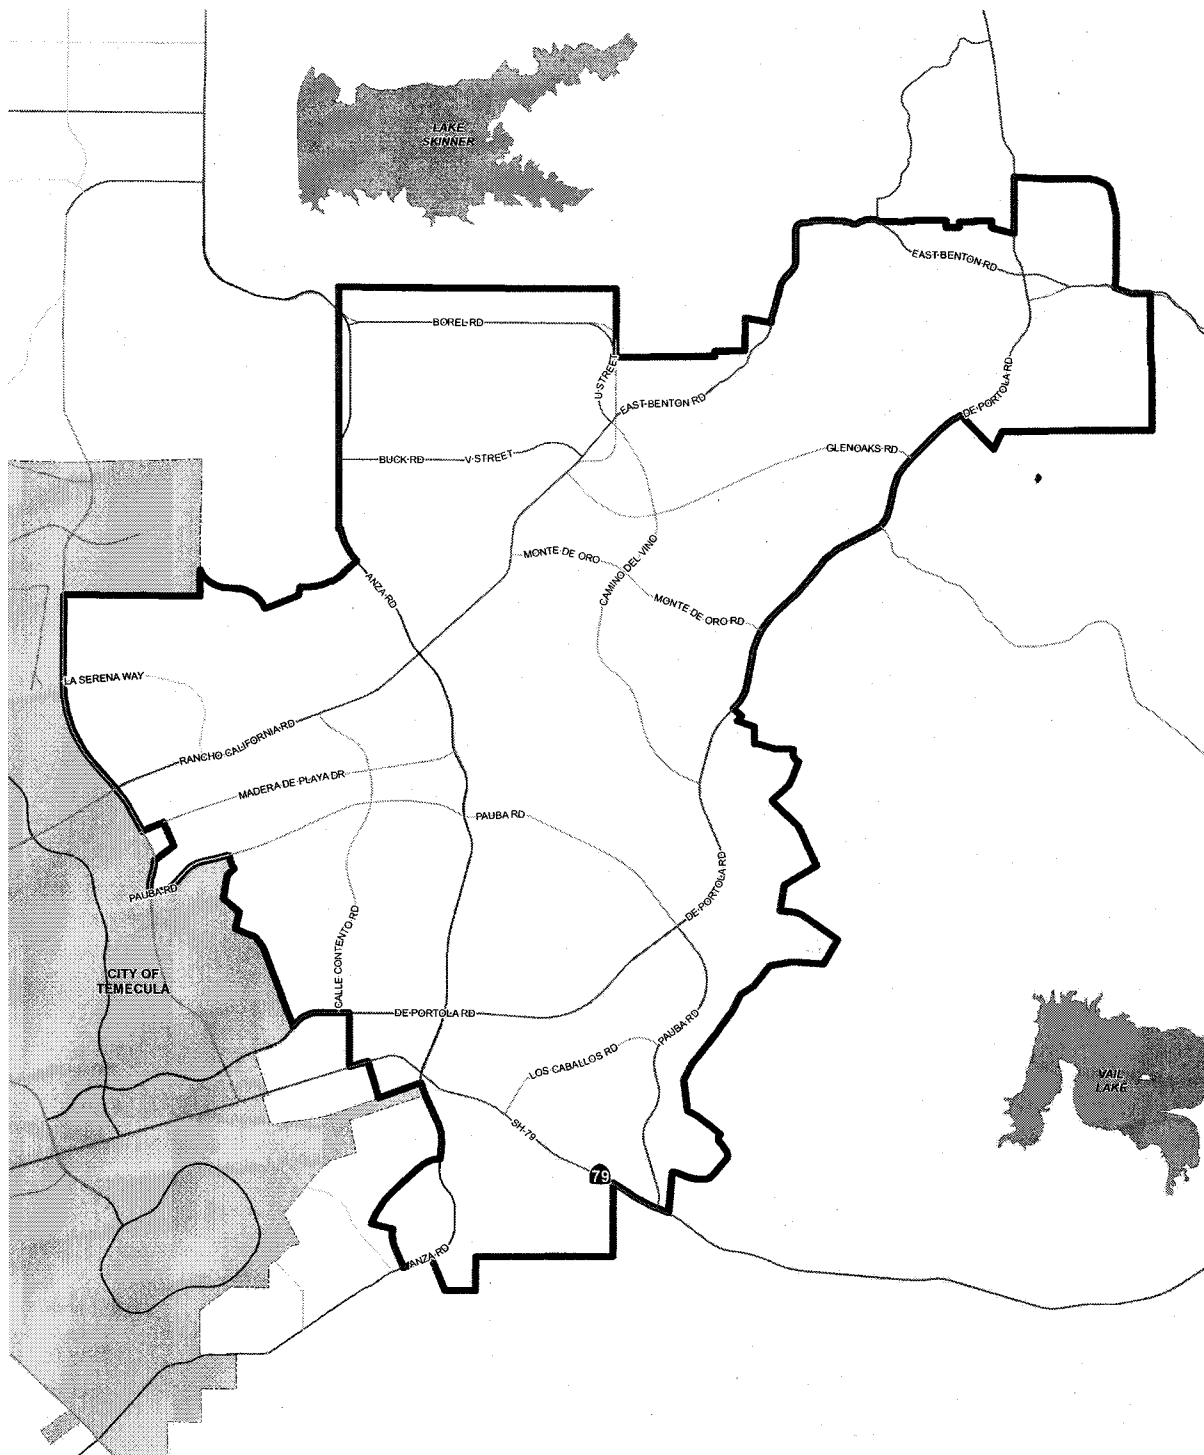 LAKE
SKINNER
EAST BENTON RD
BOREL RD
U STREET
EAST BENTON RD
DE PORTOLA RD
GLENOAKS RD
BUCK RD
V STREET
MONTE DE ORO
CAMINO DEL VINO
ANZA RD
MONTE DE ORO RD
LA SERENA WAY
RANCHO CALIFORNIA RD
MADERA DE PLAYA DR
PAUBA RD
DE PORTOLA RD
PAUBA RD
CALLE CONTENTO RD
CITY OF
TEMECULA
DE PORTOLA RD
PAUBA RD
LOS CABALLOS RD
VAIL
LAKE
SH-79
79
ANZA RD